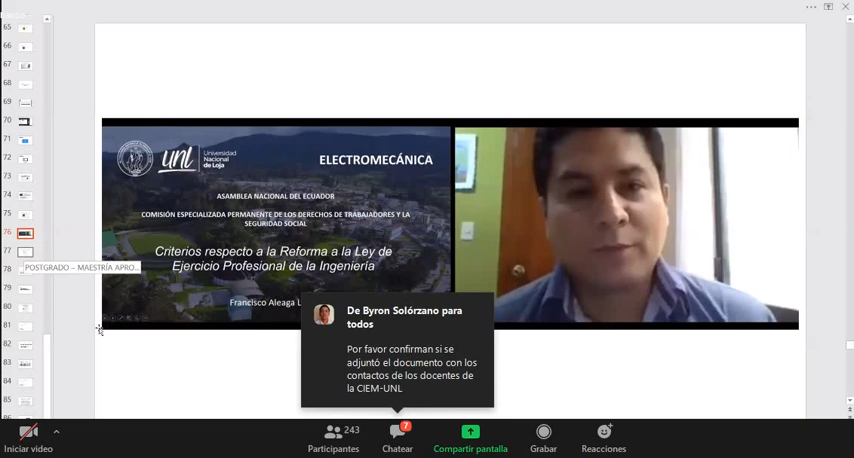 65
66
67
68
69
70
71
72
73
74
75
76
77
POSTGRADO – MAESTRÍA APRO...
78
79
80
81
82
83
84
85
86
unl
Universidad
Nacional
de Loja
ELECTROMECÁNICA
ASAMBLEA NACIONAL DEL ECUADOR
COMISIÓN ESPECIALIZADA PERMANENTE DE LOS DERECHOS DE TRABAJADORES Y LA
SEGURIDAD SOCIAL
Criterios respecto a la Reforma a la Ley de
Ejercicio Profesional de la Ingeniería
Francisco Aleaga L
De Byron Solórzano para
todos
Por favor confirman si se
adjuntó el documento con los
contactos de los docentes de
la CIEM-UNL
Iniciar video
243
Participantes
7
Chatear
Compartir pantalla
Grabar
Reacciones